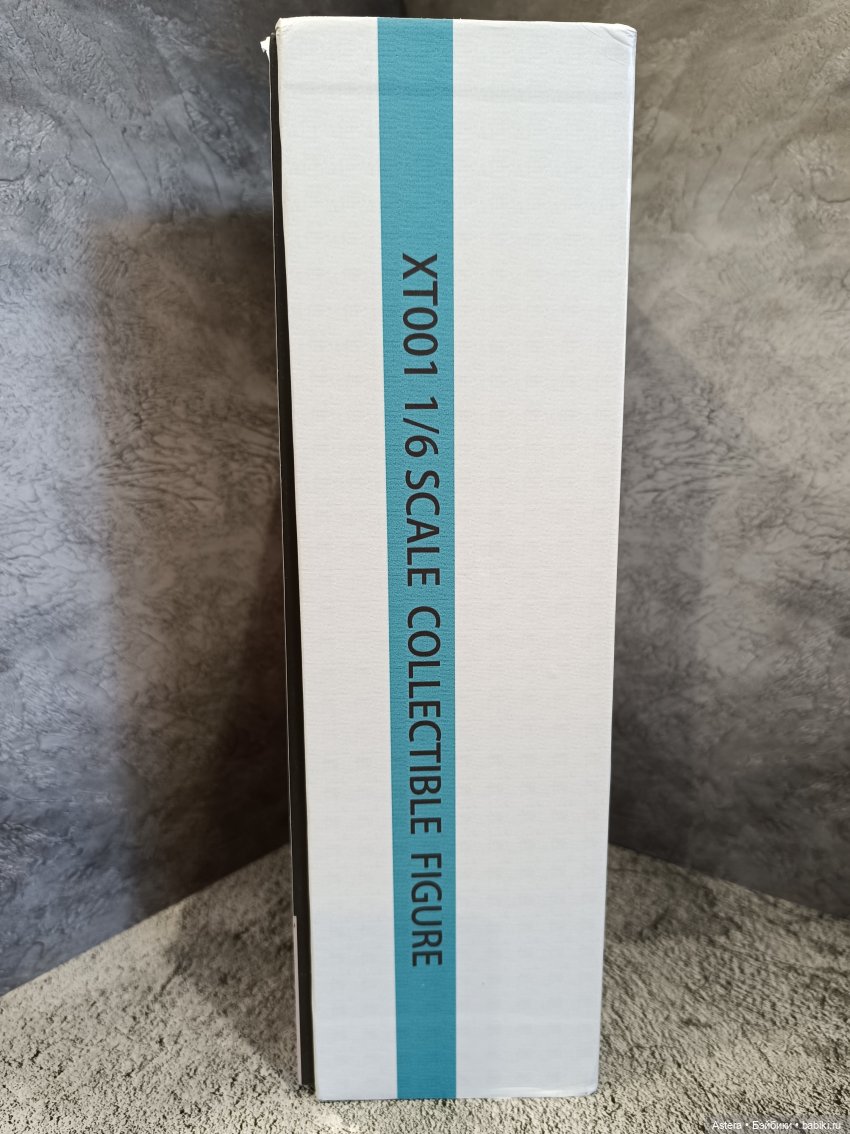 XT001 1/6 SCALE COLLECTIBLE FIGURE
Astera • Бэйбики • babiki.ru